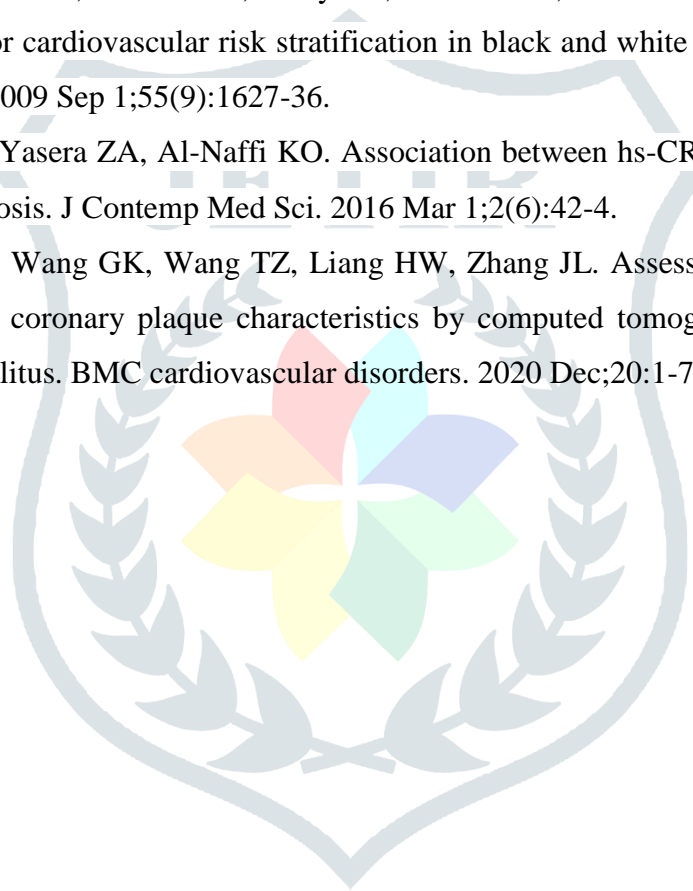 or cardiovascular risk stratification in black and white
009 Sep 1;55(9):1627-36.
Yasera ZA, Al-Naffi KO. Association between hs-CR
osis. J Contemp Med Sci. 2016 Mar 1;2(6):42-4.
Wang GK, Wang TZ, Liang HW, Zhang JL. Assess
coronary plaque characteristics by computed tomog
litus. BMC cardiovascular disorders. 2020 Dec;20:1-7